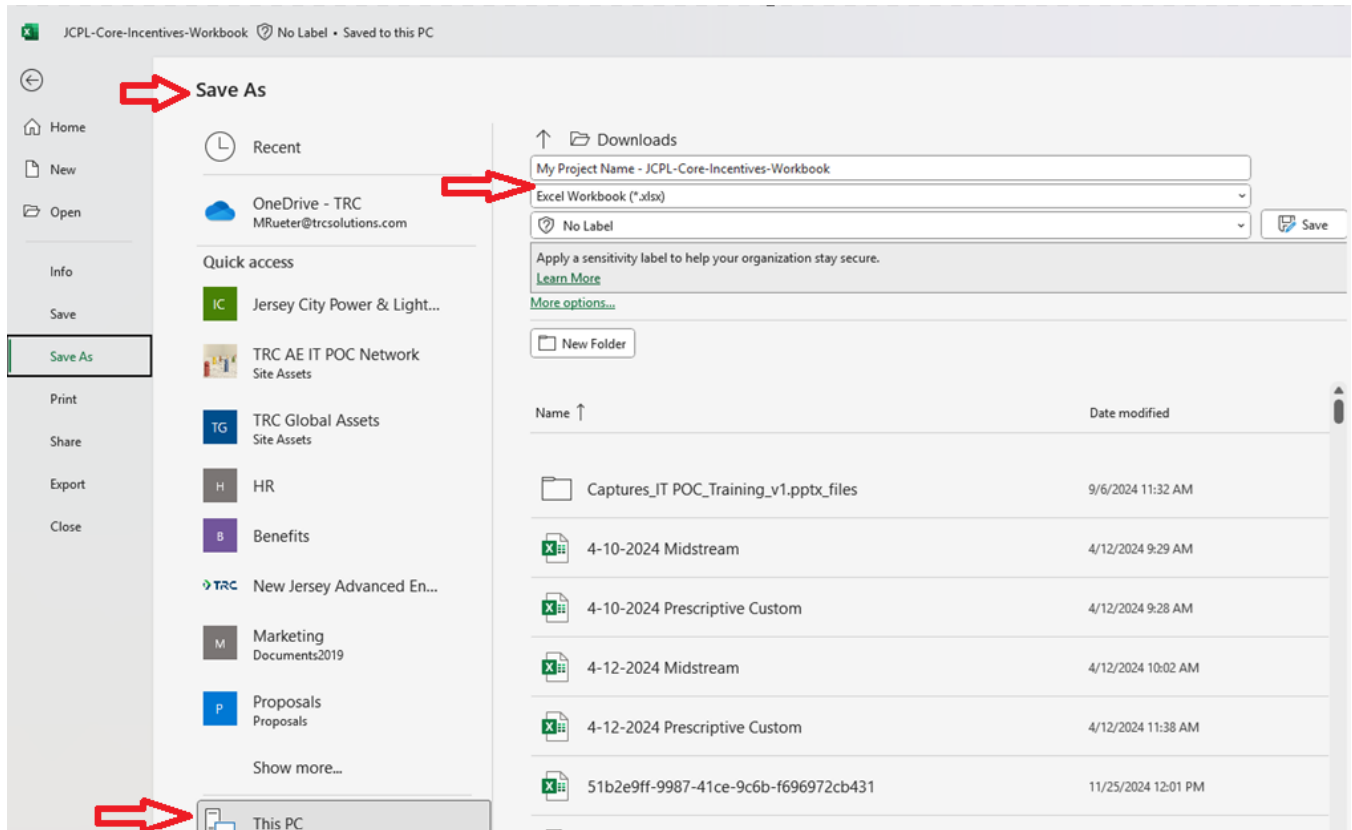 JCPL-Core-Incentives-Workbook No Label • Saved to this PC
Save As
Home
New
Open
Info
Save
Save As
Print
Share
Export
Close
Recent
OneDrive - TRC
MRueter@trcsolutions.com
Quick access
IC Jersey City Power & Light...
TRC AE IT POC Network
Site Assets
TG TRC Global Assets
Site Assets
H HR
B Benefits
TRC New Jersey Advanced En...
M Marketing
Documents2019
P Proposals
Proposals
Show more...
This PC
Downloads
My Project Name - JCPL-Core-Incentives-Workbook
Excel Workbook (*.xlsx)
No Label
Save
Apply a sensitivity label to help your organization stay secure.
Learn More
More options...
New Folder
Name ↑ Date modified
Captures_IT POC_Training_v1.pptx_files 9/6/2024 11:32 AM
4-10-2024 Midstream 4/12/2024 9:29 AM
4-10-2024 Prescriptive Custom 4/12/2024 9:28 AM
4-12-2024 Midstream 4/12/2024 10:02 AM
4-12-2024 Prescriptive Custom 4/12/2024 11:38 AM
51b2e9ff-9987-41ce-9c6b-f696972cb431 11/25/2024 12:01 PM